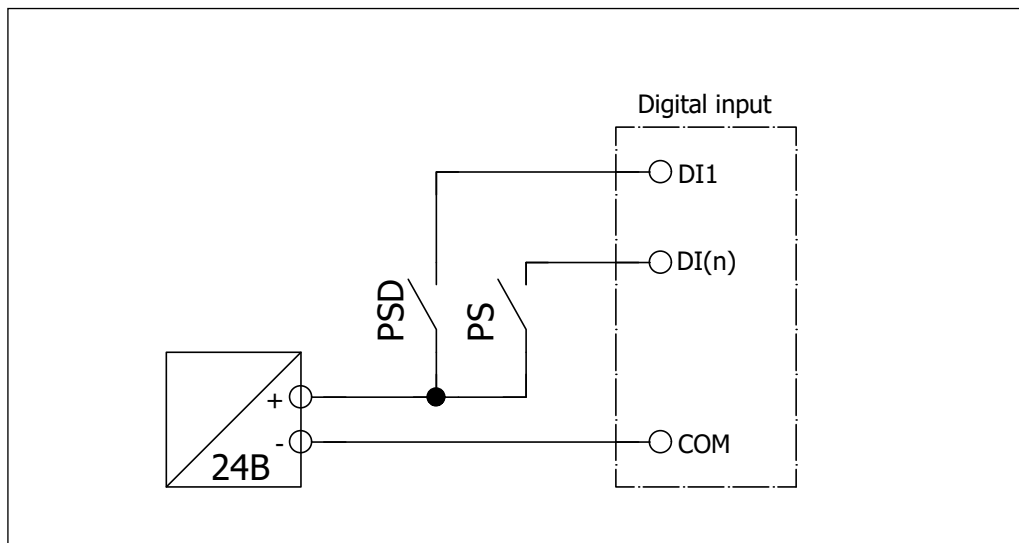 Digital input
DI1
DI(n)
PSD
PS
+
-
24B
COM